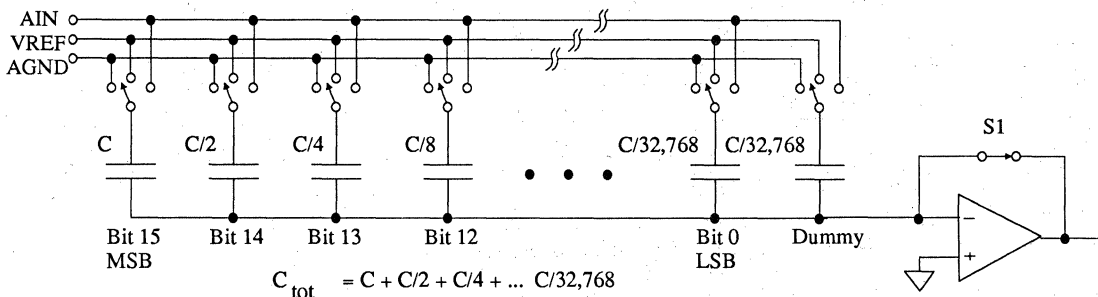 AIN
VREF
AGND
C
C/2
C/4
C/8
C/32,768
C/32,768
S1
−
+
Bit 15
MSB
Bit 14
Bit 13
Bit 12
Bit 0
LSB
Dummy
C tot = C + C/2 + C/4 + ... C/32,768